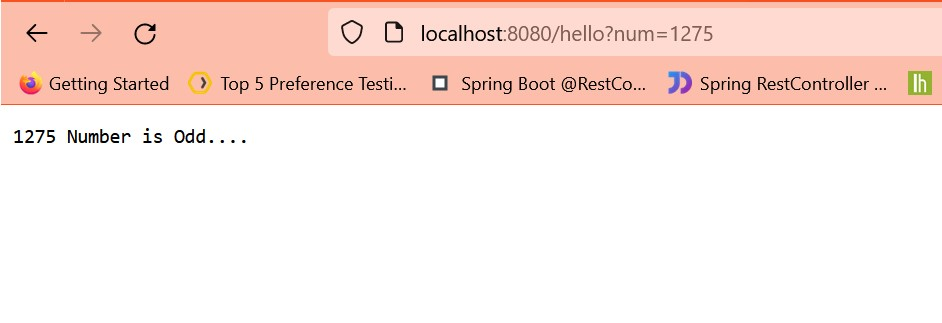 localhost:8080/hello?num=1275
Getting Started Top 5 Preference Testi... Spring Boot @RestCo... Spring RestController ... lh
1275 Number is Odd....